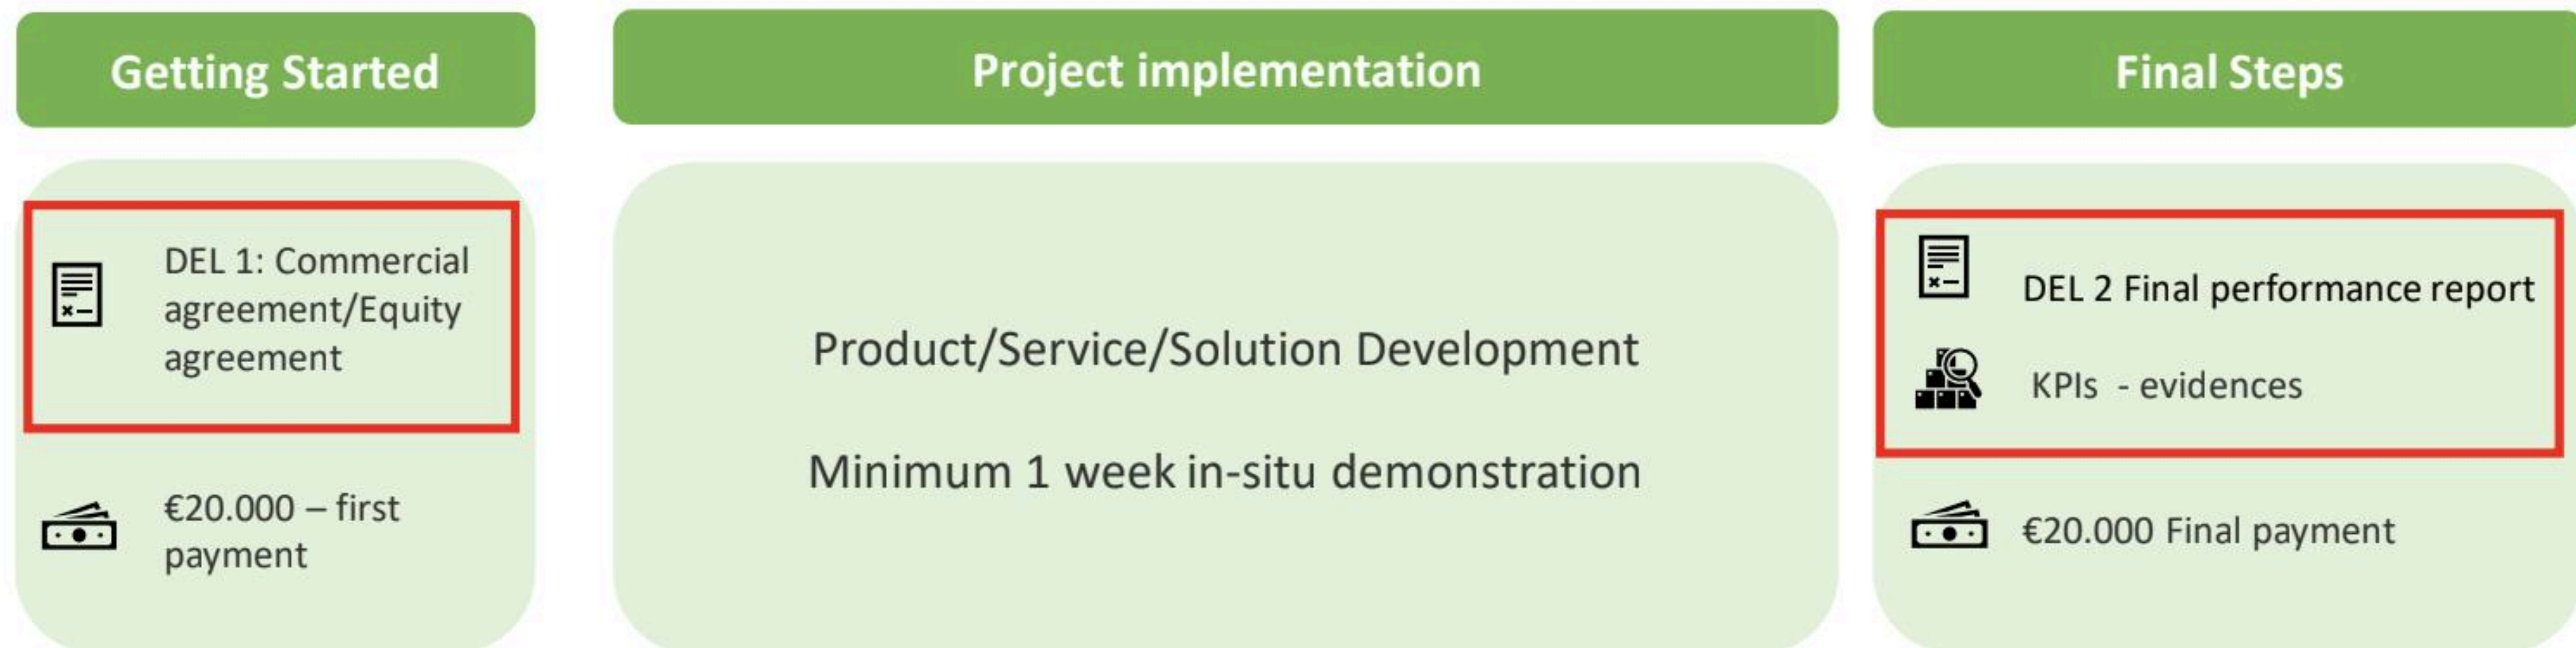 Getting Started
DEL 1: Commercial
agreement/Equity
agreement
€20.000 – first
payment
Project implementation
Product/Service/Solution Development
Minimum 1 week in-situ demonstration
Final Steps
DEL 2 Final performance report
KPIs - evidences
€20.000 Final payment